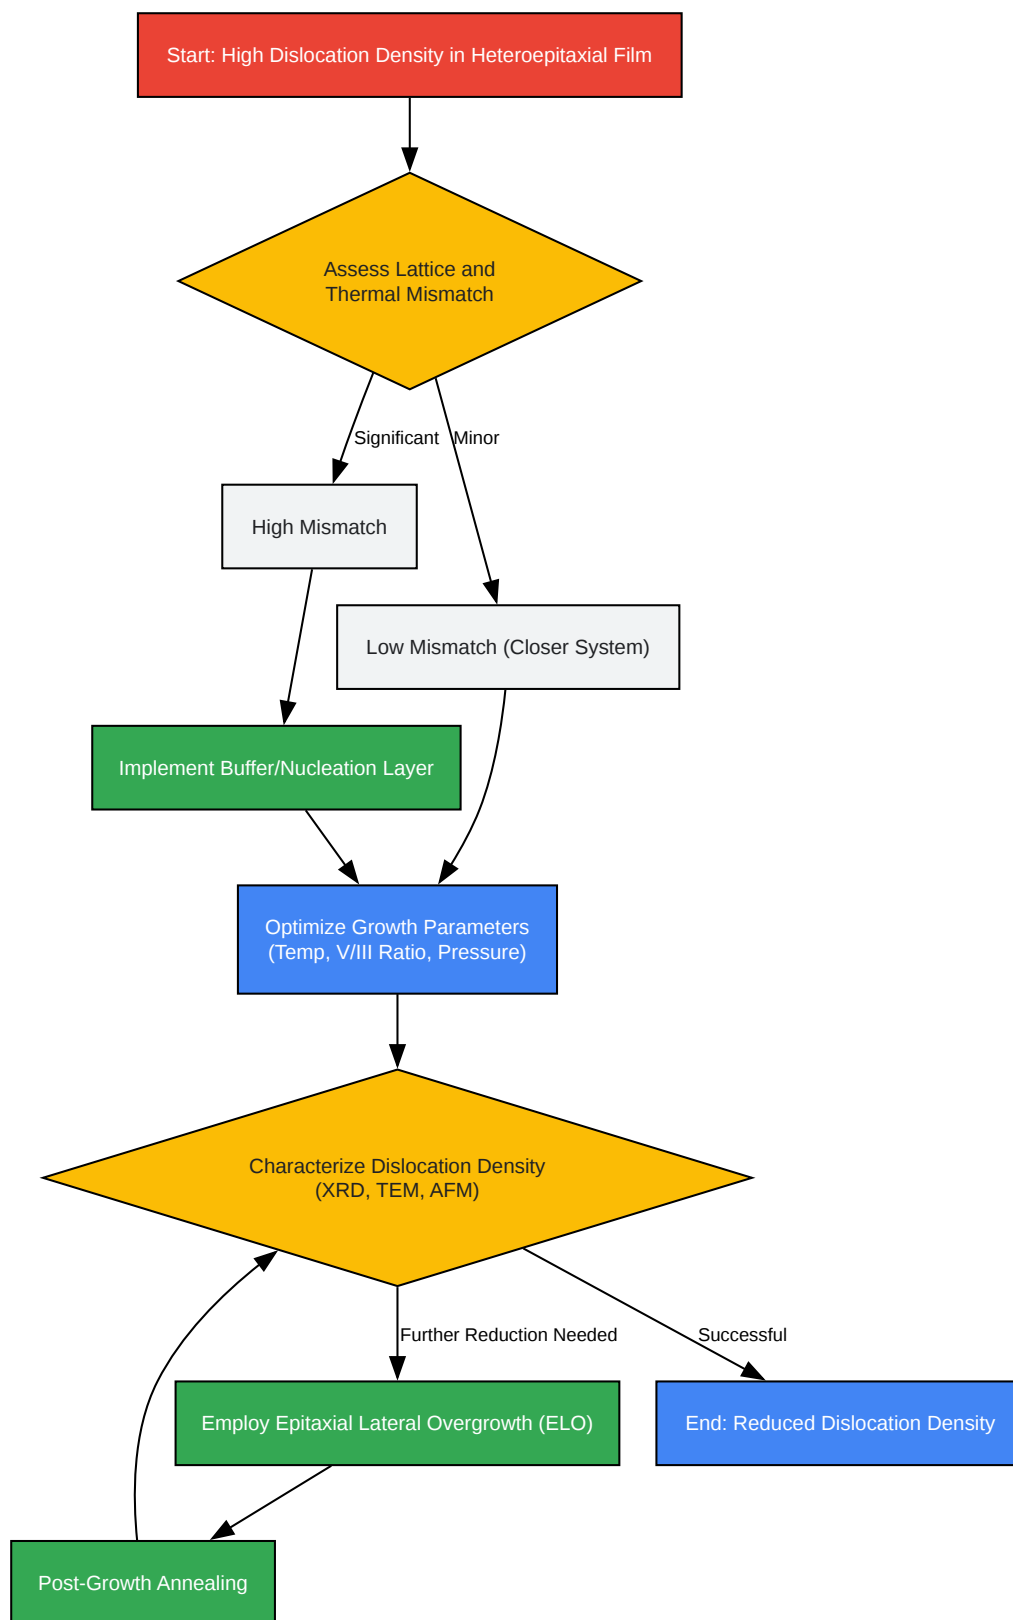 Start: High Dislocation Density in Heteroepitaxial Film
Assess Lattice and
Thermal Mismatch
Significant
Minor
High Mismatch
Low Mismatch (Closer System)
Implement Buffer/Nucleation Layer
Optimize Growth Parameters
(Temp, V/III Ratio, Pressure)
Characterize Dislocation Density
(XRD, TEM, AFM)
Further Reduction Needed
Successful
Employ Epitaxial Lateral Overgrowth (ELO)
End: Reduced Dislocation Density
Post-Growth Annealing